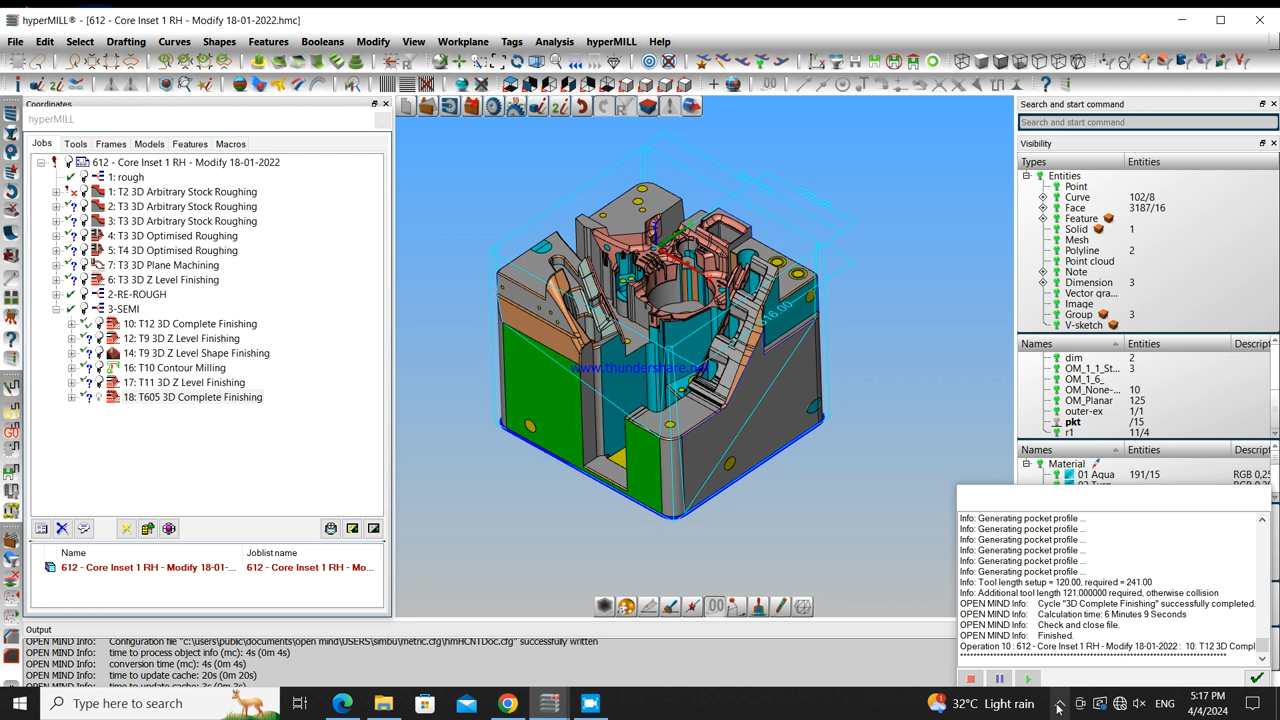 hyperMILL® - [612 - Core Inset 1 RH - Modify 18-01-2022.hmc]
File Edit Select Drafting Curves Shapes Features Booleans Modify View Workplane Tags Analysis hyperMILL Help
Coordinates
hyperMILL
Jobs Tools Frames Models Features Macros
612 - Core Inset 1 RH - Modify 18-01-2022
1: rough
1: T2 3D Arbitrary Stock Roughing
2: T3 3D Arbitrary Stock Roughing
3: T3 3D Arbitrary Stock Roughing
4: T3 3D Optimised Roughing
5: T4 3D Optimised Roughing
7: T3 3D Plane Machining
6: T3 3D Z Level Finishing
2-RE-ROUGH
3-SEMI
10: T12 3D Complete Finishing
12: T9 3D Z Level Finishing
14: T9 3D Z Level Shape Finishing
16: T10 Contour Milling
17: T11 3D Z Level Finishing
18: T605 3D Complete Finishing
Name Joblist name
612 - Core Inset 1 RH - Modify 18-01-... 612 - Core Inset 1 RH - Mo...
www.thundershare.net
Search and start command
Search and start command
Visibility
Types Entities
Entities
Point
Curve 102/8
Face 3187/16
Feature
Solid 1
Mesh
Polyline 2
Point cloud
Note
Dimension 3
Vector gra...
Image
Group 3
V-sketch
Names Entities Descript
dim 2
OM_1_1_St... 3
OM_1_6_
OM_None-... 10
OM_Planar 125
outer-ex 1/1
pkt /15
r1 11/4
Names Entities Descript
Material
01 Aqua 191/15 RGB 0,25
Info: Generating pocket profile ...
Info: Generating pocket profile ...
Info: Generating pocket profile ...
Info: Generating pocket profile ...
Info: Generating pocket profile ...
Info: Generating pocket profile ...
Info: Tool length setup = 120.00, required = 241.00
Info: Additional tool length 121.000000 required, otherwise collision
OPEN MIND Info: Cycle "3D Complete Finishing" successfully completed.
OPEN MIND Info: Calculation time: 6 Minutes 9 Seconds
OPEN MIND Info: Check and close file.
OPEN MIND Info: Finished.
Operation 10 : 612 - Core Inset 1 RH - Modify 18-01-2022 : 10: T12 3D Compl
Output
OPEN MIND Info: Configuration file "c:\users\public\documents\open mind\USERS\simbu\metric.cfg\hmHCNTDoc.cfg" successfully written
OPEN MIND Info: time to process object info (mc): 4s (0m 4s)
OPEN MIND Info: conversion time (mc): 4s (0m 4s)
OPEN MIND Info: time to update cache: 20s (0m 20s)
Type here to search
32°C Light rain
ENG
5:17 PM
4/4/2024